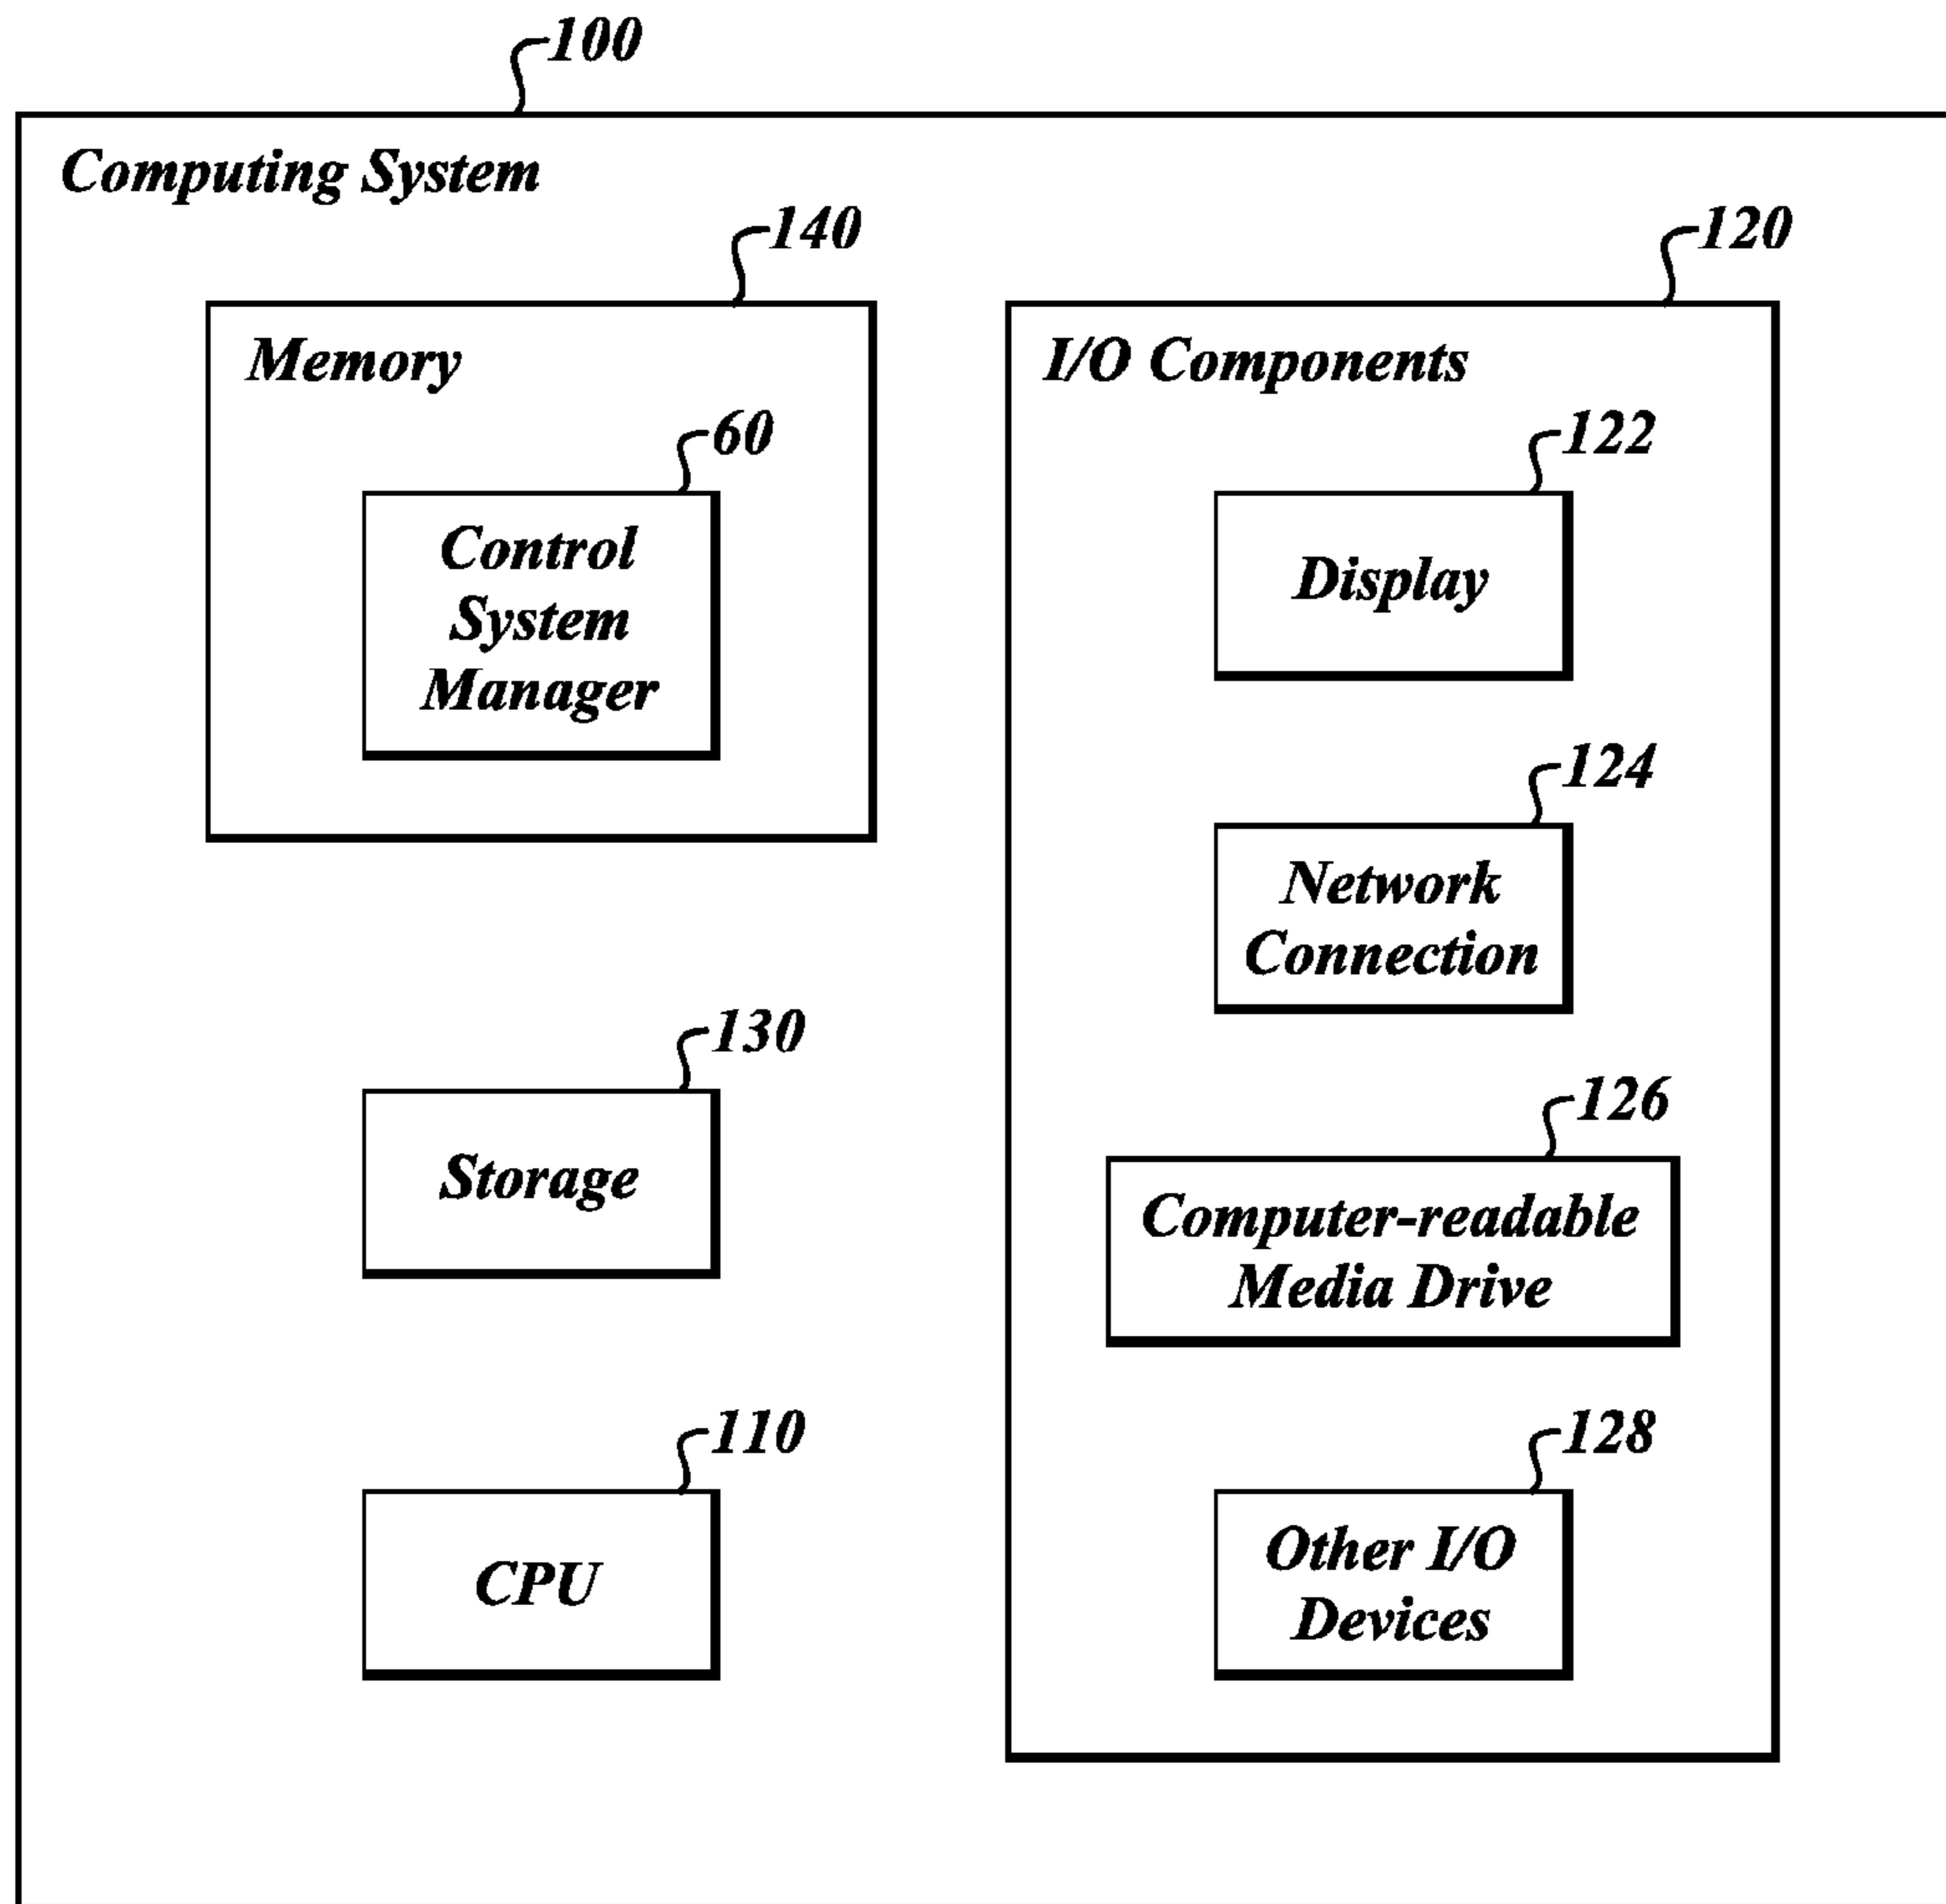 100
Computing System
140
Memory
60
Control
System
Manager
130
Storage
110
CPU
120
I/O Components
122
Display
124
Network
Connection
126
Computer-readable
Media Drive
128
Other I/O
Devices